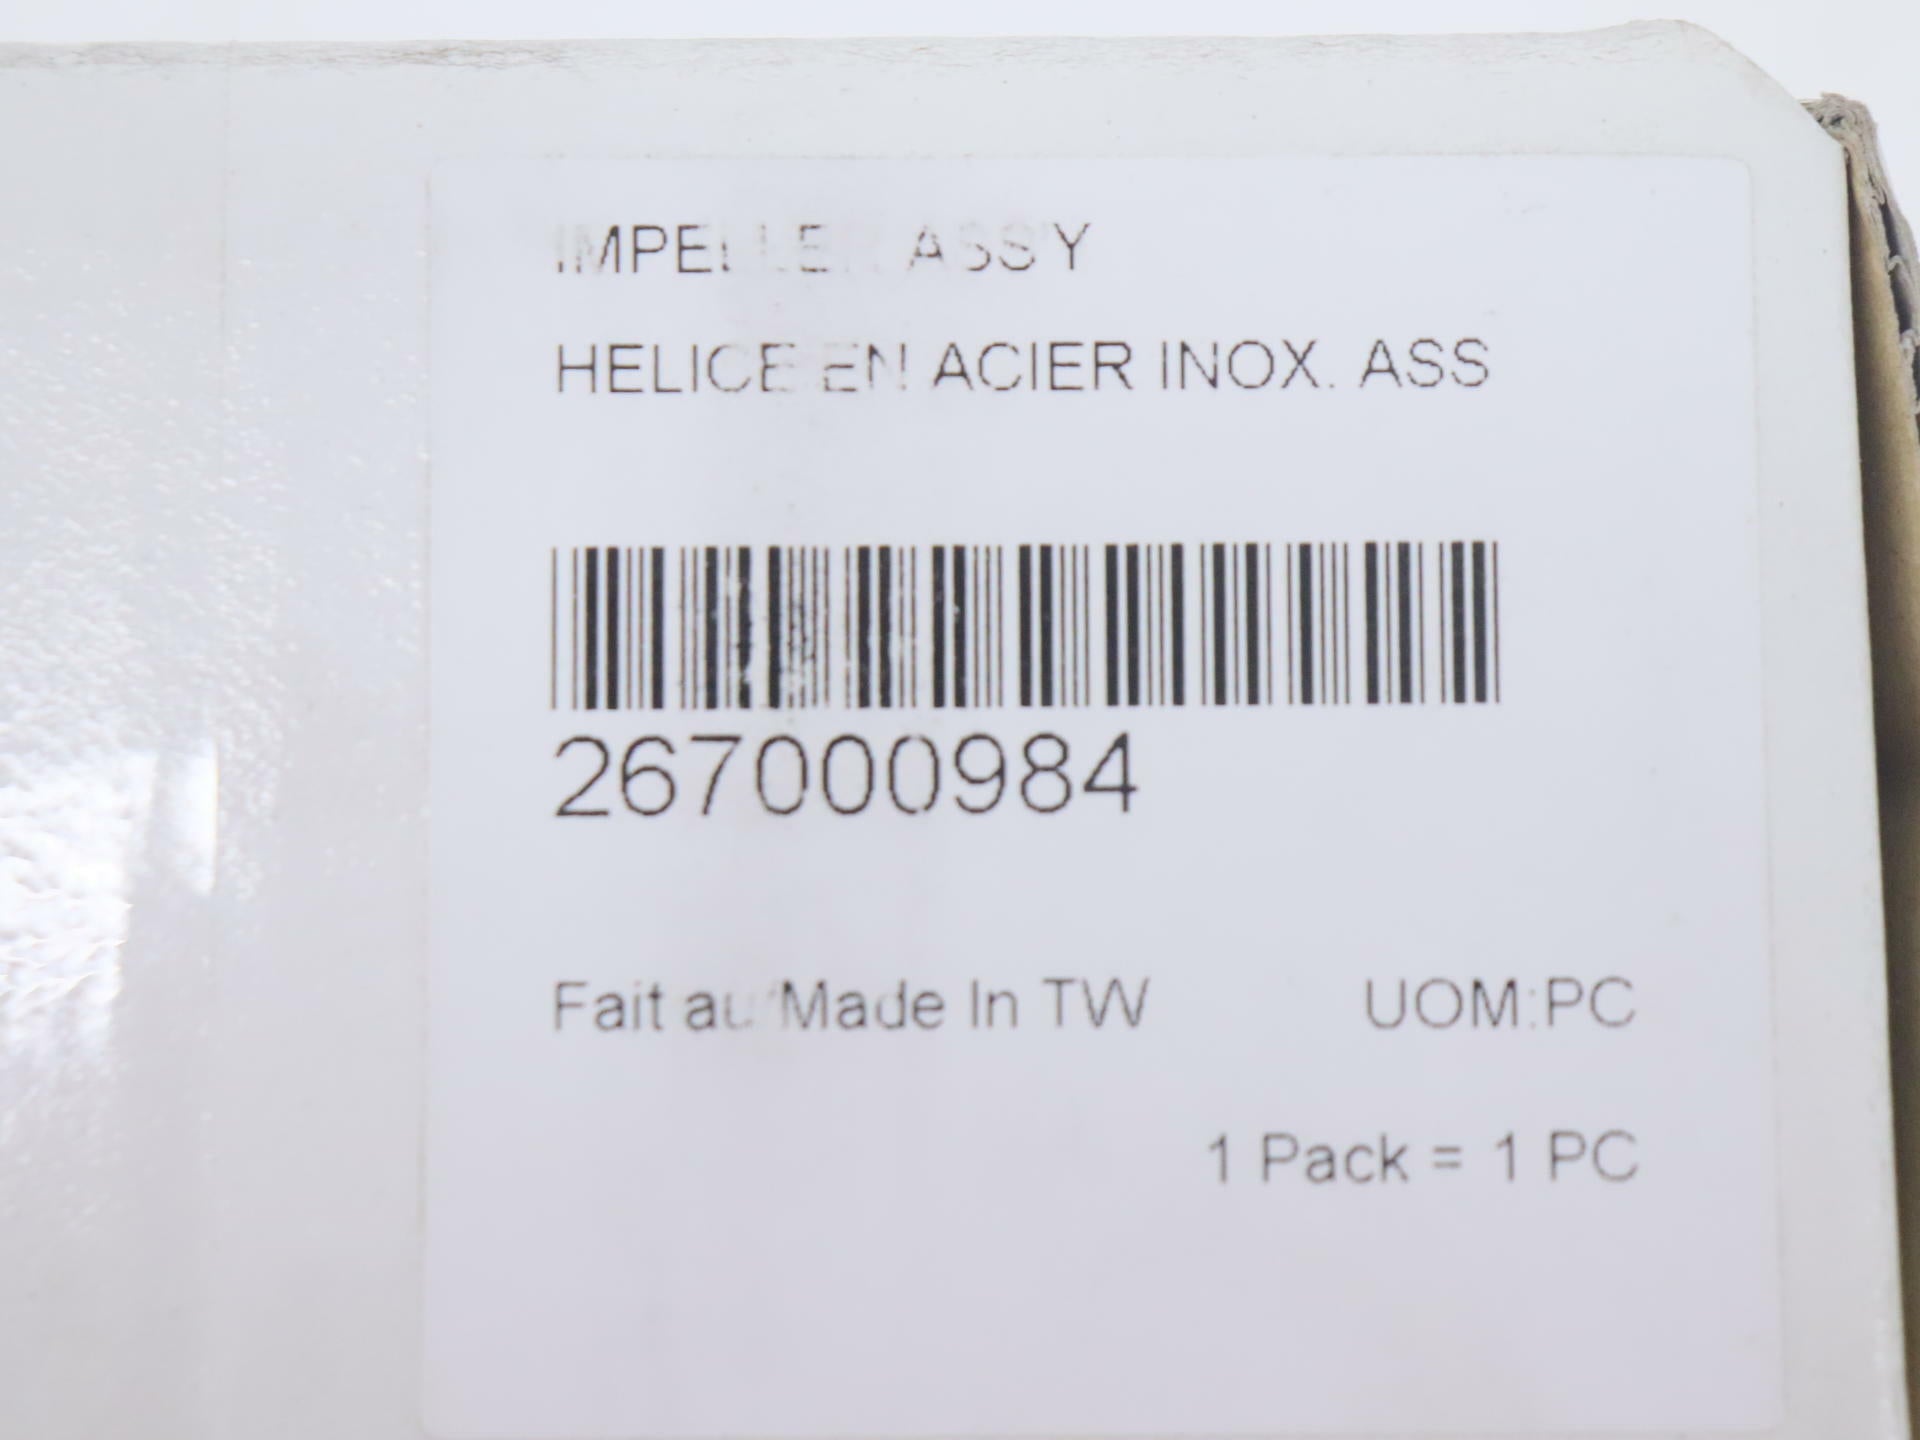 IMPELLER ASS'Y
HELICE EN ACIER INOX. ASS
267000984
Fait au/Made In TW
UOM:PC
1 Pack = 1 PC